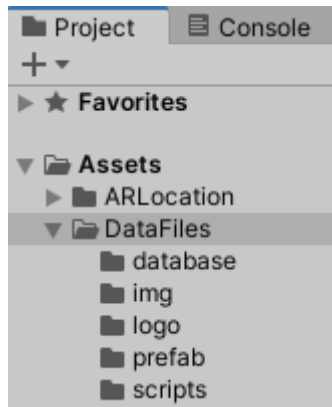 Project Console
Favorites
Assets
ARLocation
DataFiles
database
img
logo
prefab
scripts